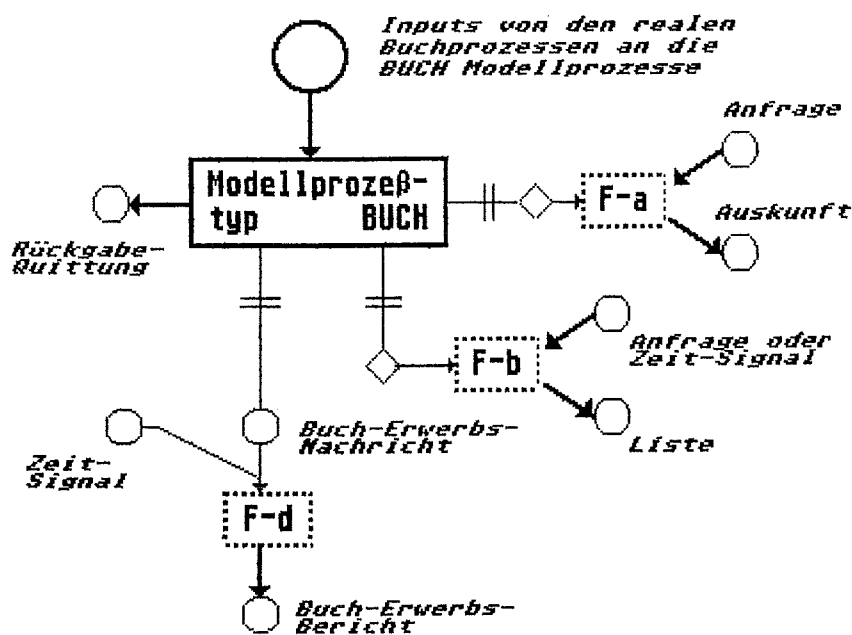 Inputs von den realen
Buchprozessen an die
BUCH Modellprozesse
Anfrage
Modellprozeß-
typ BUCH
F-a
Auskunft
Rückgabe-
Quittung
Anfrage oder
Zeit-Signal
F-b
Buch-Erwerbs-
Nachricht
Liste
Zeit-
Signal
F-d
Buch-Erwerbs-
Bericht